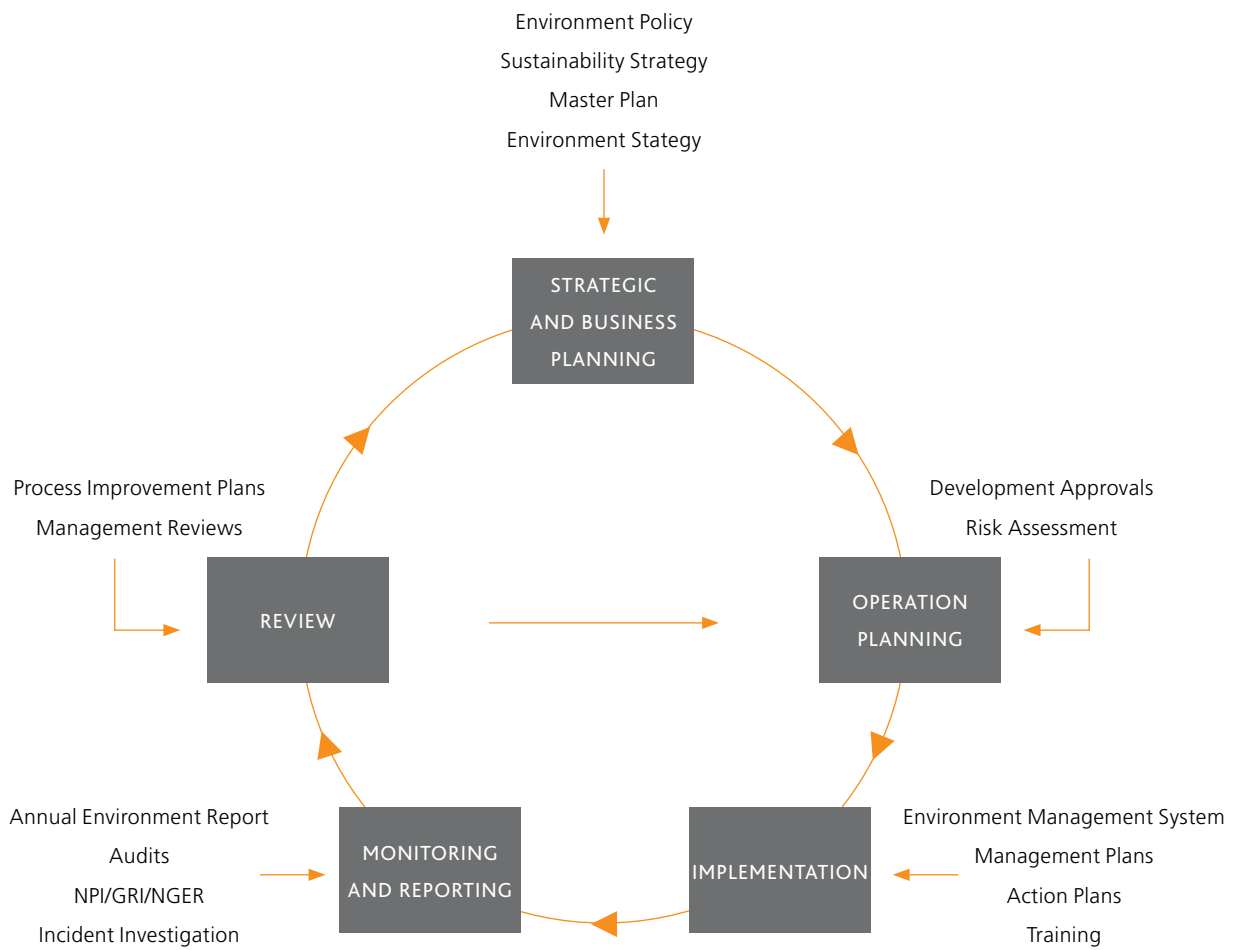 Environment Policy
Sustainability Strategy
Master Plan
Environment Stategy
STRATEGIC
AND BUSINESS
PLANNING
Process Improvement Plans
Management Reviews
Development Approvals
Risk Assessment
REVIEW
OPERATION
PLANNING
Annual Environment Report
Audits
NPI/GRI/NGER
Incident Investigation
MONITORING
AND REPORTING
IMPLEMENTATION
Environment Management System
Management Plans
Action Plans
Training